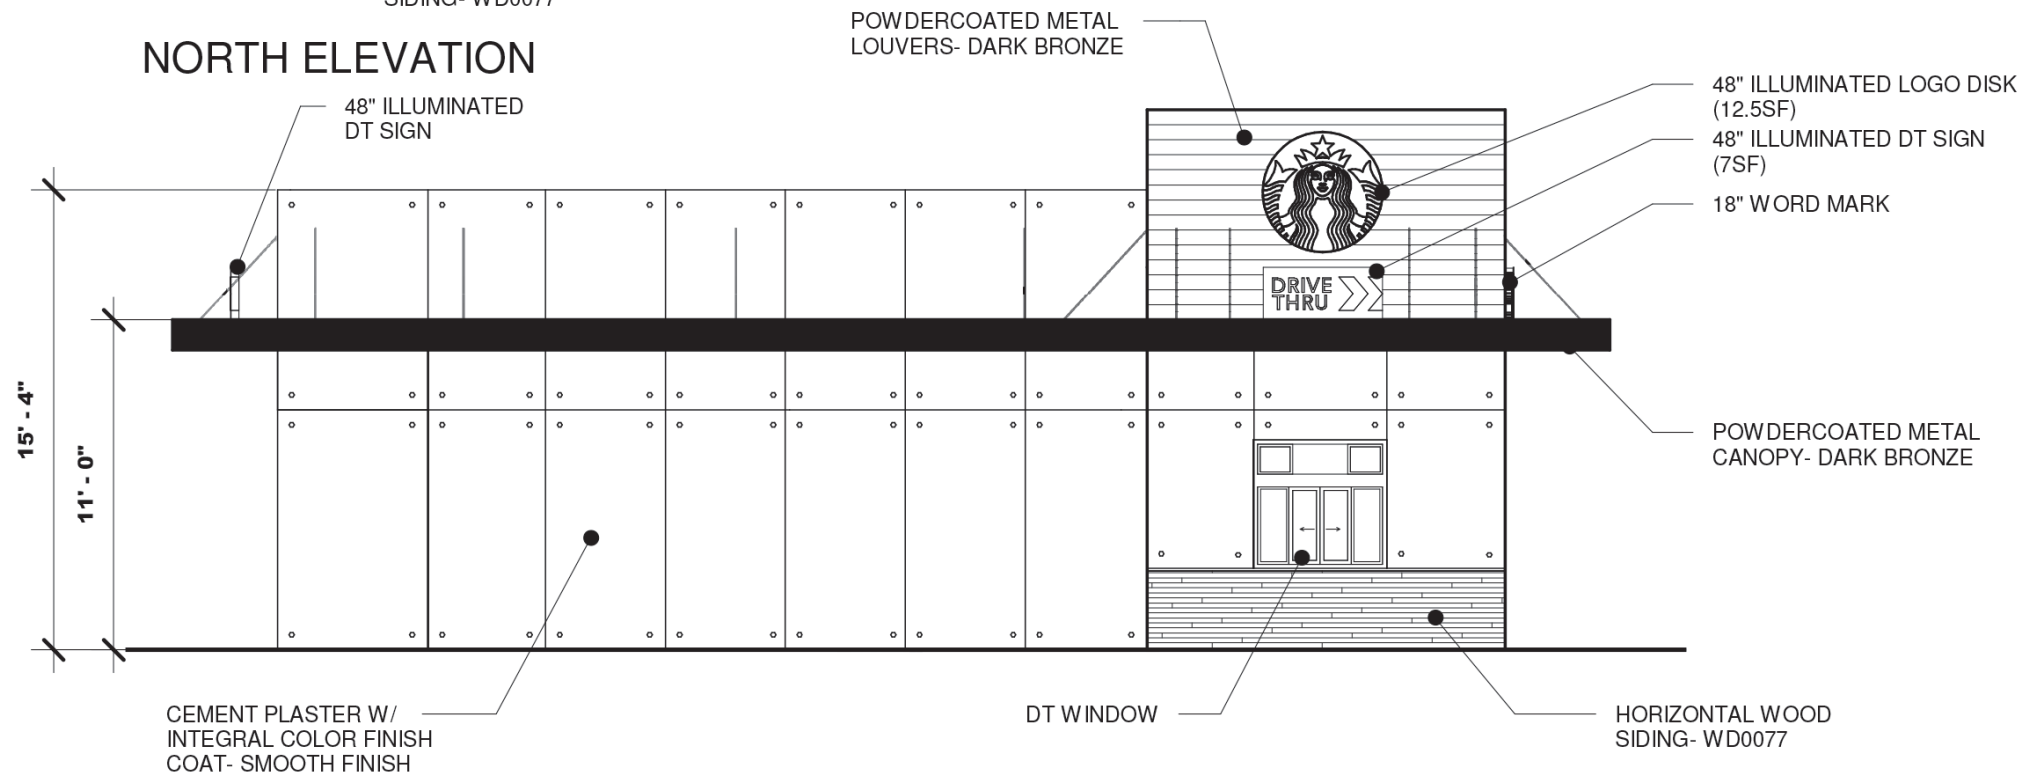 SIDING- WD0077
NORTH ELEVATION
POWDERCOATED METAL
LOUVERS- DARK BRONZE
48" ILLUMINATED
DT SIGN
48" ILLUMINATED LOGO DISK
(12.5SF)
48" ILLUMINATED DT SIGN
(7SF)
18" WORD MARK
DRIVE
THRU
15' - 4"
11' - 0"
POWDERCOATED METAL
CANOPY- DARK BRONZE
CEMENT PLASTER W/
INTEGRAL COLOR FINISH
COAT- SMOOTH FINISH
DT WINDOW
HORIZONTAL WOOD
SIDING- WD0077